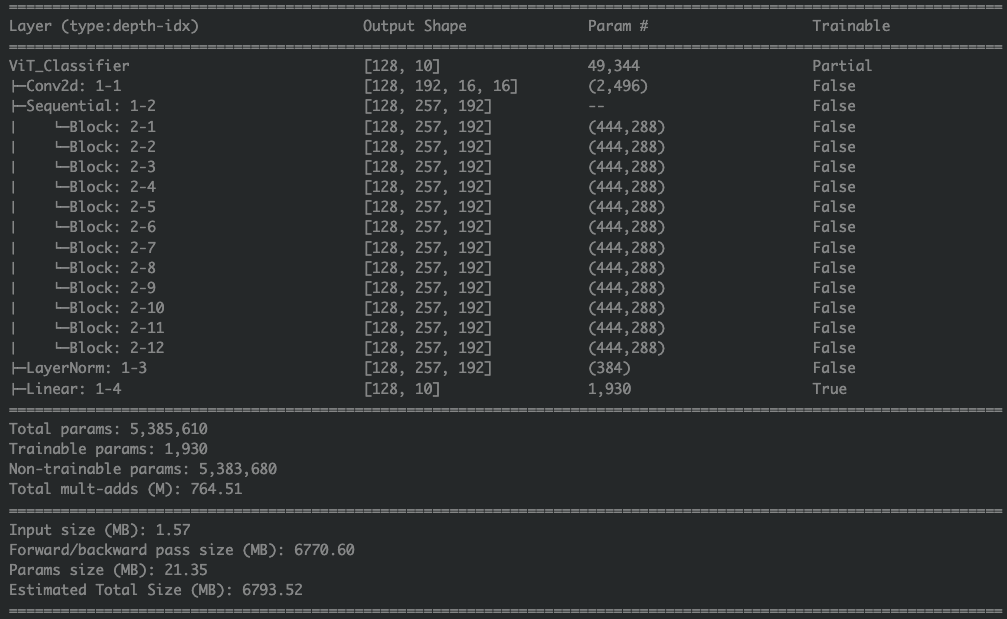 ==========================================================================================
Layer (type:depth-idx) Output Shape Param # Trainable
==========================================================================================
ViT_Classifier [128, 10] 49,344 Partial
├─Conv2d: 1-1 [128, 192, 16, 16] (2,496) False
├─Sequential: 1-2 [128, 257, 192] -- False
│    └─Block: 2-1 [128, 257, 192] (444,288) False
│    └─Block: 2-2 [128, 257, 192] (444,288) False
│    └─Block: 2-3 [128, 257, 192] (444,288) False
│    └─Block: 2-4 [128, 257, 192] (444,288) False
│    └─Block: 2-5 [128, 257, 192] (444,288) False
│    └─Block: 2-6 [128, 257, 192] (444,288) False
│    └─Block: 2-7 [128, 257, 192] (444,288) False
│    └─Block: 2-8 [128, 257, 192] (444,288) False
│    └─Block: 2-9 [128, 257, 192] (444,288) False
│    └─Block: 2-10 [128, 257, 192] (444,288) False
│    └─Block: 2-11 [128, 257, 192] (444,288) False
│    └─Block: 2-12 [128, 257, 192] (444,288) False
├─LayerNorm: 1-3 [128, 257, 192] (384) False
├─Linear: 1-4 [128, 10] 1,930 True
==========================================================================================
Total params: 5,385,610
Trainable params: 1,930
Non-trainable params: 5,383,680
Total mult-adds (M): 764.51
==========================================================================================
Input size (MB): 1.57
Forward/backward pass size (MB): 6770.60
Params size (MB): 21.35
Estimated Total Size (MB): 6793.52
==========================================================================================